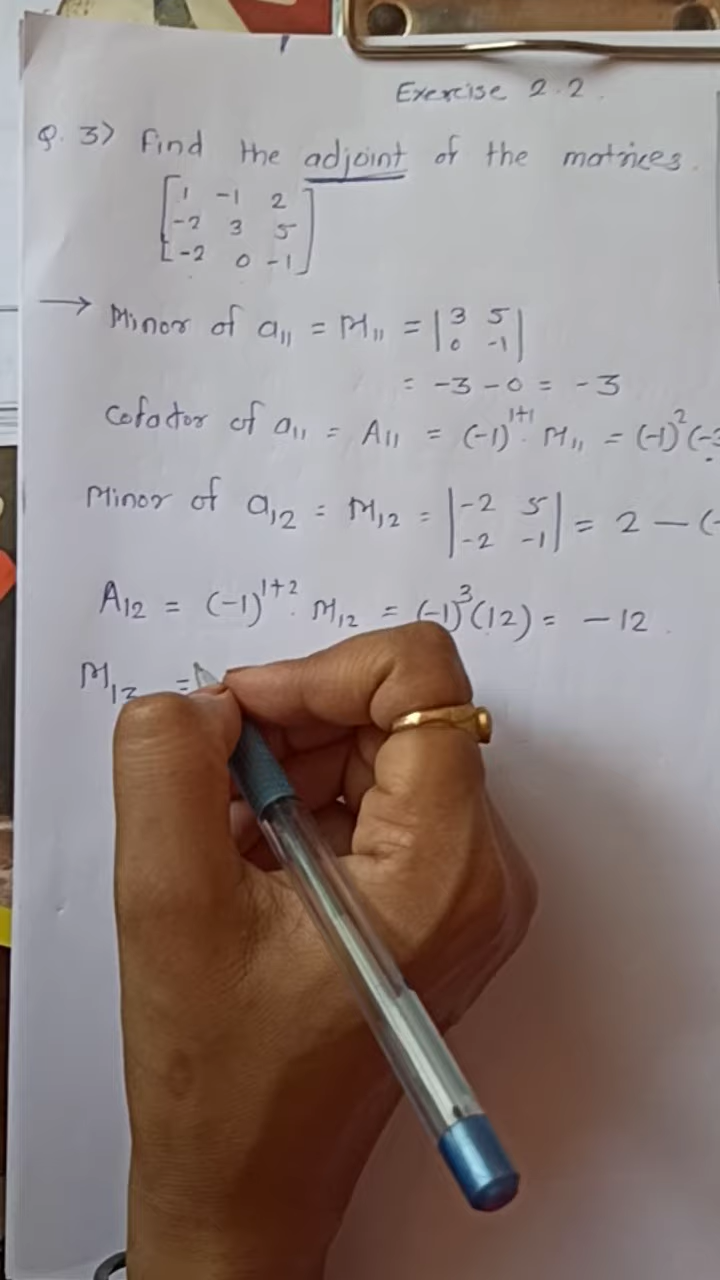 Exercise 2.2.
Q. 3) Find the adjoint of the matrices.
[ 1 -1 2
-2 3 5
-2 0 -1 ]
→ Minor of a₁₁ = M₁₁ = | 3 5
0 -1 |
= -3 - 0 = -3
Cofactor of a₁₁ = A₁₁ = (-1)¹⁺¹. M₁₁ = (-1)²(-3
Minor of a₁₂ = M₁₂ = | -2 5
-2 -1 | = 2 - (-
A₁₂ = (-1)¹⁺². M₁₂ = (-1)³(12) = -12.
M₁₃ =